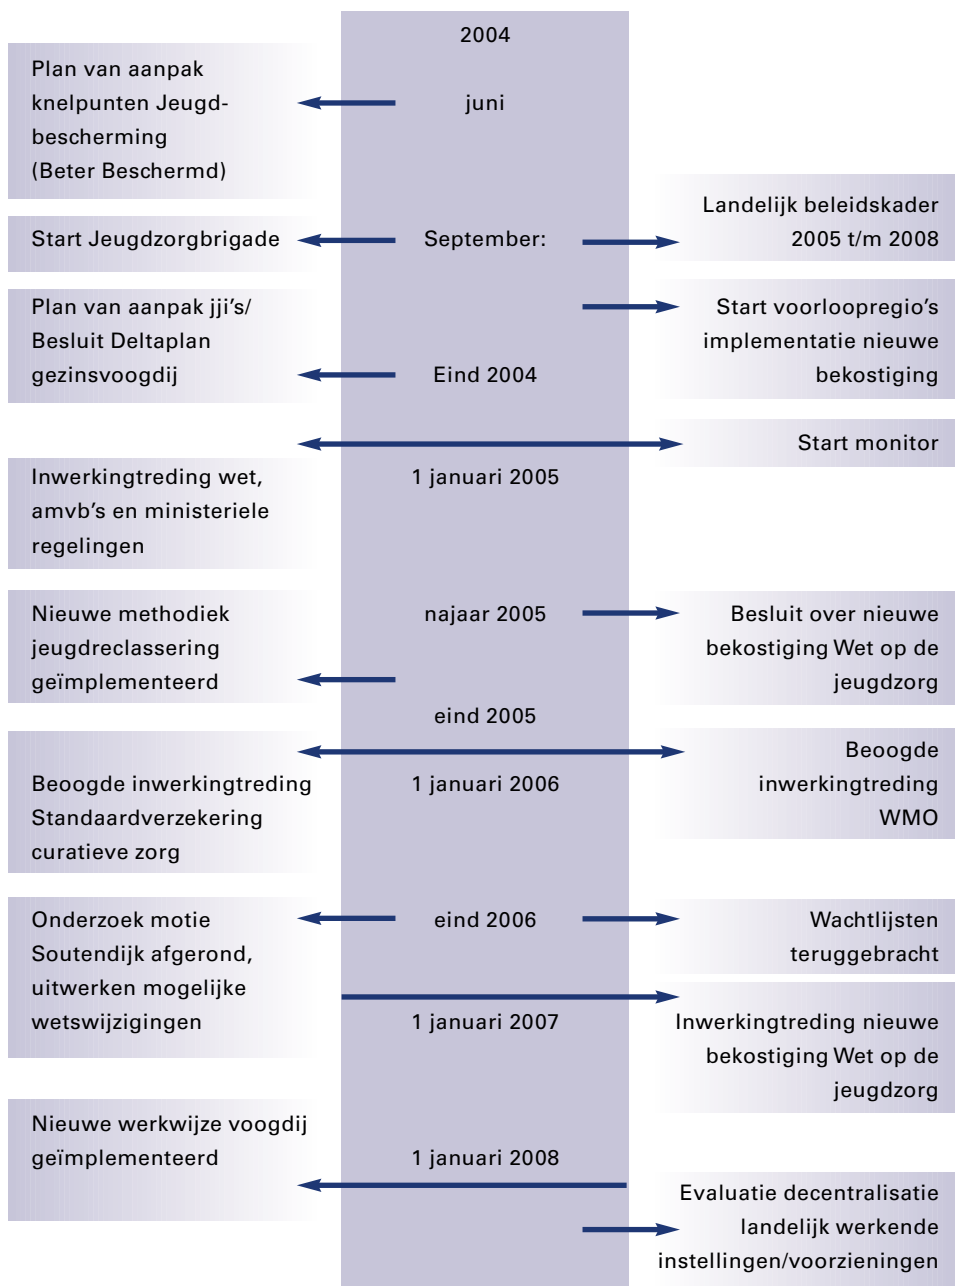 2004
Plan van aanpak
knelpunten Jeugd-
bescherming
(Beter Beschermd)
juni
Start Jeugdzorgbrigade
September:
Landelijk beleidskader
2005 t/m 2008
Plan van aanpak jji's/
Besluit Deltaplan
gezinsvoogdij
Eind 2004
Start voorloopregio's
implementatie nieuwe
bekostiging
Start monitor
Inwerkingtreding wet,
amvb's en ministeriele
regelingen
1 januari 2005
Nieuwe methodiek
jeugdreclassering
geïmplementeerd
najaar 2005
Besluit over nieuwe
bekostiging Wet op de
jeugdzorg
eind 2005
Beoogde inwerkingtreding
Standaardverzekering
curatieve zorg
1 januari 2006
Beoogde
inwerkingtreding
WMO
Onderzoek motie
Soutendijk afgerond,
uitwerken mogelijke
wetswijzigingen
eind 2006
Wachtlijsten
teruggebracht
1 januari 2007
Inwerkingtreding nieuwe
bekostiging Wet op de
jeugdzorg
Nieuwe werkwijze voogdij
geïmplementeerd
1 januari 2008
Evaluatie decentralisatie
landelijk werkende
instellingen/voorzieningen